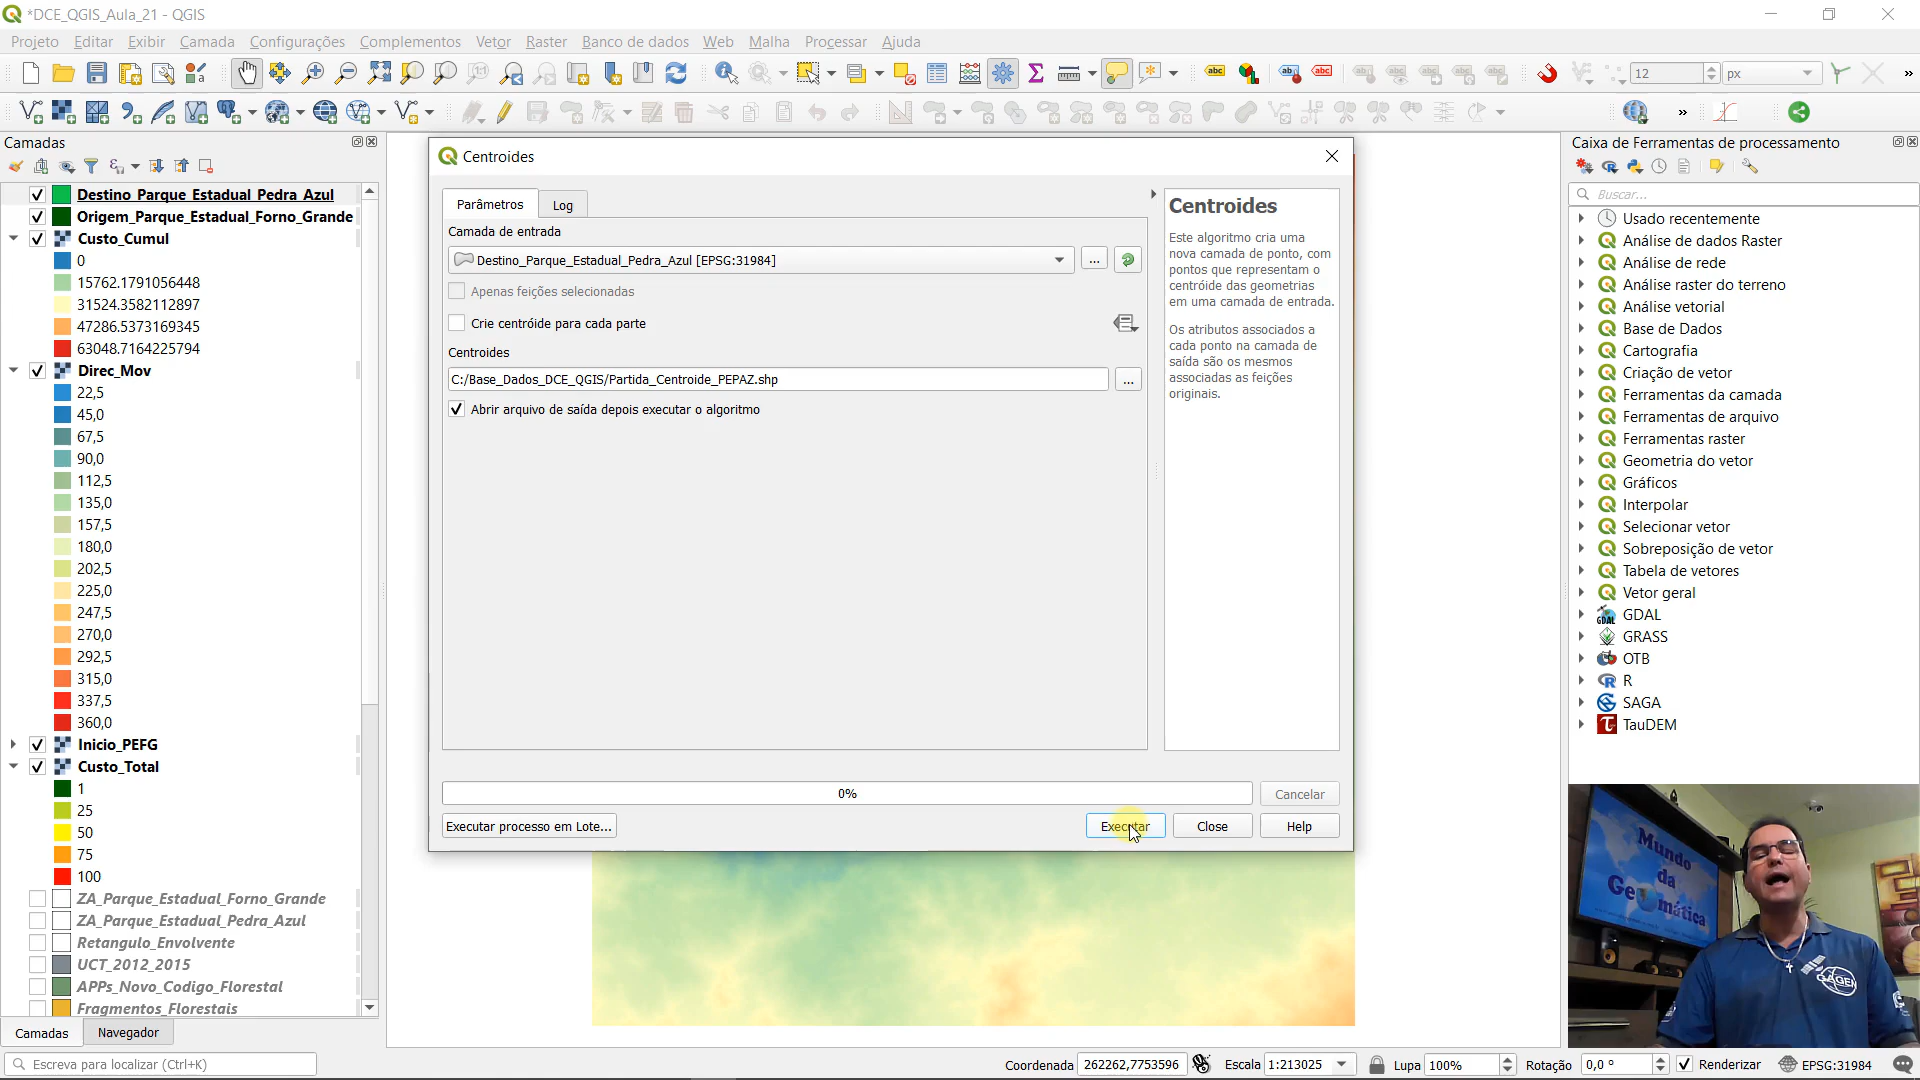 *DCE_QGIS_Aula_21 - QGIS
Projeto Editar Exibir Camada Configurações Complementos Vetor Raster Banco de dados Web Malha Processar Ajuda
12 px
Camadas
Destino_Parque_Estadual_Pedra_Azul
Origem_Parque_Estadual_Forno_Grande
Custo_Cumul
0
15762.1791056448
31524.3582112897
47286.5373169345
63048.7164225794
Direc_Mov
22,5
45,0
67,5
90,0
112,5
135,0
157,5
180,0
202,5
225,0
247,5
270,0
292,5
315,0
337,5
360,0
Inicio_PEFG
Custo_Total
1
25
50
75
100
ZA_Parque_Estadual_Forno_Grande
ZA_Parque_Estadual_Pedra_Azul
Retangulo_Envolvente
UCT_2012_2015
APPs_Novo_Codigo_Florestal
Fragmentos_Florestais
Camadas Navegador
Centroides
Parâmetros Log
Camada de entrada
Destino_Parque_Estadual_Pedra_Azul [EPSG:31984]
...
Apenas feições selecionadas
Crie centróide para cada parte
Centroides
C:/Base_Dados_DCE_QGIS/Partida_Centroide_PEPAZ.shp
...
Abrir arquivo de saída depois executar o algoritmo
0%
Cancelar
Executar processo em Lote...
Executar
Close
Help
Centroides
Este algoritmo cria uma
nova camada de ponto, com
pontos que representam o
centróide das geometrias
em uma camada de entrada.
Os atributos associados a
cada ponto na camada de
saída são os mesmos
associadas as feições
originais.
Caixa de Ferramentas de processamento
Buscar...
Usado recentemente
Análise de dados Raster
Análise de rede
Análise raster do terreno
Análise vetorial
Base de Dados
Cartografia
Criação de vetor
Ferramentas da camada
Ferramentas de arquivo
Ferramentas raster
Geometria do vetor
Gráficos
Interpolar
Selecionar vetor
Sobreposição de vetor
Tabela de vetores
Vetor geral
GDAL
GRASS
OTB
R
SAGA
TauDEM
Mundo
da
Geomática
GAGEN
Escreva para localizar (Ctrl+K)
Coordenada 262262,7753596 Escala 1:213025 Lupa 100% Rotação 0,0 ° Renderizar EPSG:31984